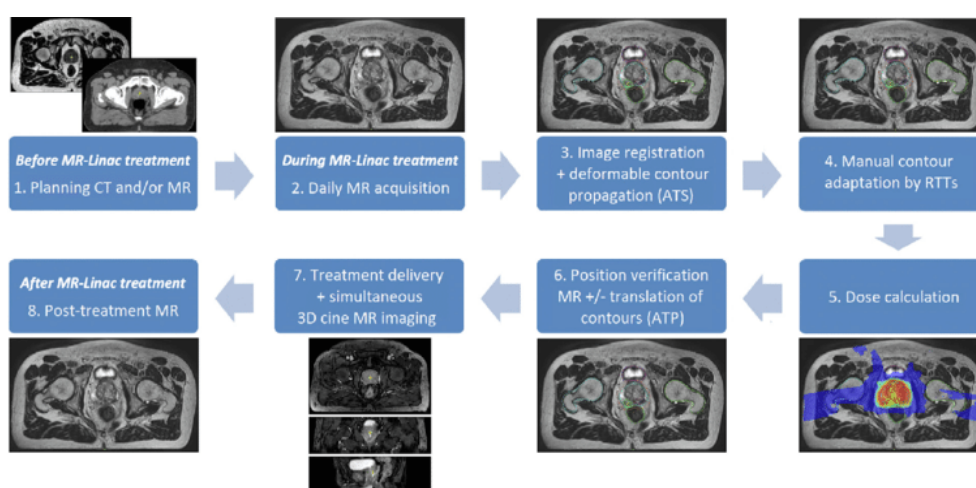 Before MR-Linac treatment
1. Planning CT and/or MR
During MR-Linac treatment
2. Daily MR acquisition
3. Image registration
+ deformable contour
propagation (ATS)
4. Manual contour
adaptation by RTTs
5. Dose calculation
6. Position verification
MR +/- translation of
contours (ATP)
7. Treatment delivery
+ simultaneous
3D cine MR imaging
After MR-Linac treatment
8. Post-treatment MR